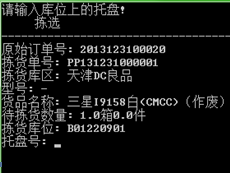 请输入库位上的托盘!
拣选
原始订单号: 2013123100020
拣货单号: PP131231000001
拣货库区: 天津DC良品
型号: -
货品名称: 三星I9158白<CMCC>（作废）
待拣货数量: 1.0箱0.0件
拣货库位: B01220901
托盘号: